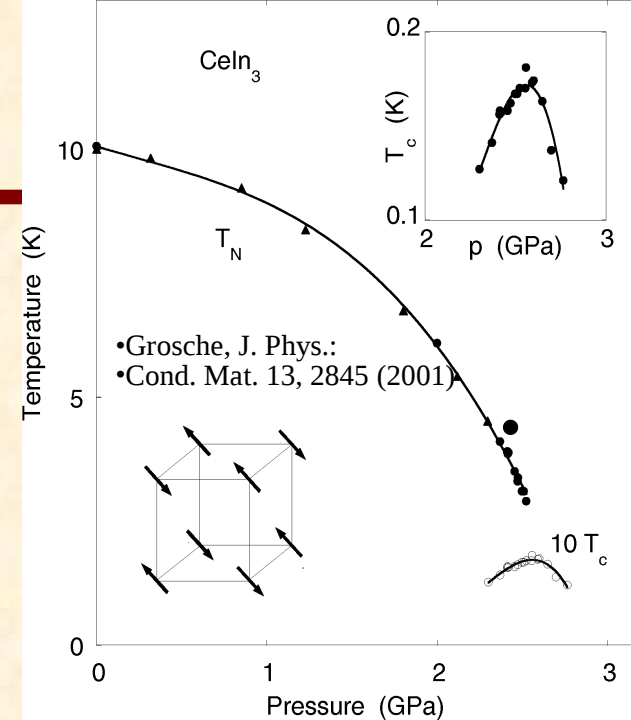 CeIn3
0.2
Tc (K)
0.1
2
3
p (GPa)
10
TN
Temperature (K)
•Grosche, J. Phys.:
•Cond. Mat. 13, 2845 (2001)
5
10 Tc
0
0
1
2
3
Pressure (GPa)